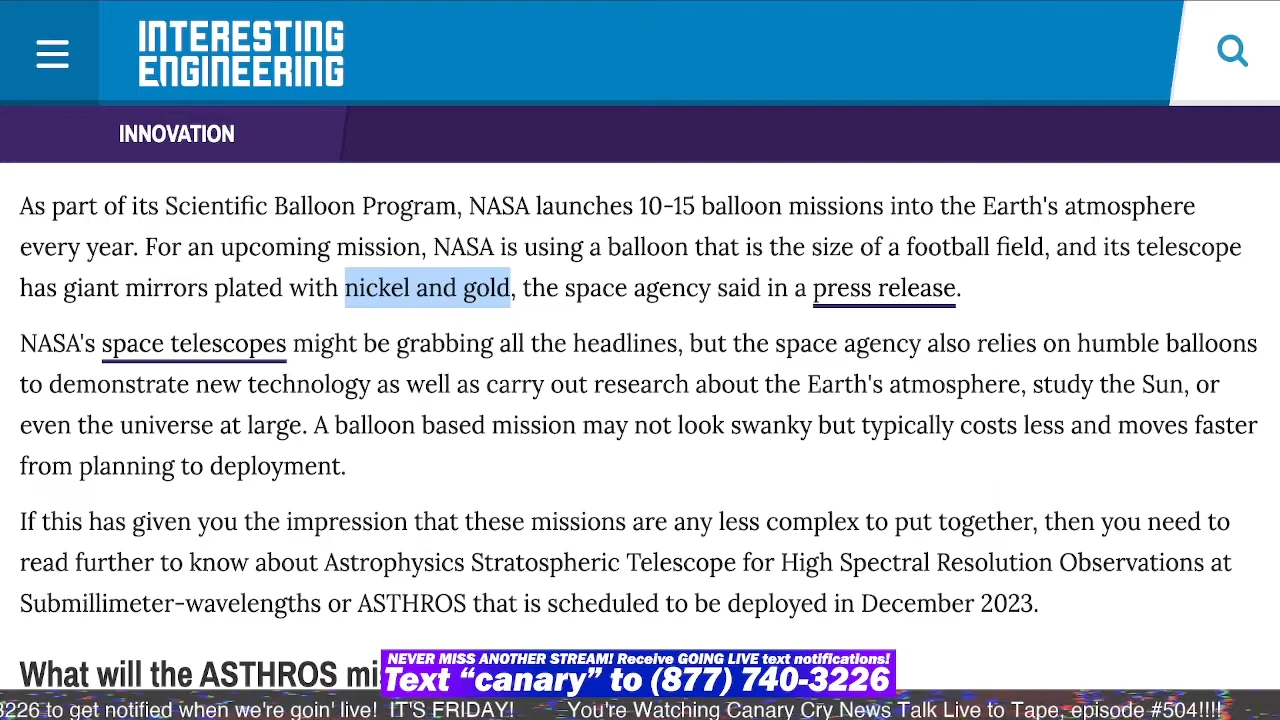 INTERESTING
ENGINEERING
INNOVATION
As part of its Scientific Balloon Program, NASA launches 10-15 balloon missions into the Earth's atmosphere
every year. For an upcoming mission, NASA is using a balloon that is the size of a football field, and its telescope
has giant mirrors plated with nickel and gold, the space agency said in a press release.
NASA's space telescopes might be grabbing all the headlines, but the space agency also relies on humble balloons
to demonstrate new technology as well as carry out research about the Earth's atmosphere, study the Sun, or
even the universe at large. A balloon based mission may not look swanky but typically costs less and moves faster
from planning to deployment.
If this has given you the impression that these missions are any less complex to put together, then you need to
read further to know about Astrophysics Stratospheric Telescope for High Spectral Resolution Observations at
Submillimeter-wavelengths or ASTHROS that is scheduled to be deployed in December 2023.
What will the ASTHROS mi
NEVER MISS ANOTHER STREAM! Receive GOING LIVE text notifications!
Text “canary” to (877) 740-3226
3226 to get notified when we're goin' live! IT'S FRIDAY! You're Watching Canary Cry News Talk Live to Tape, episode #504!!!!